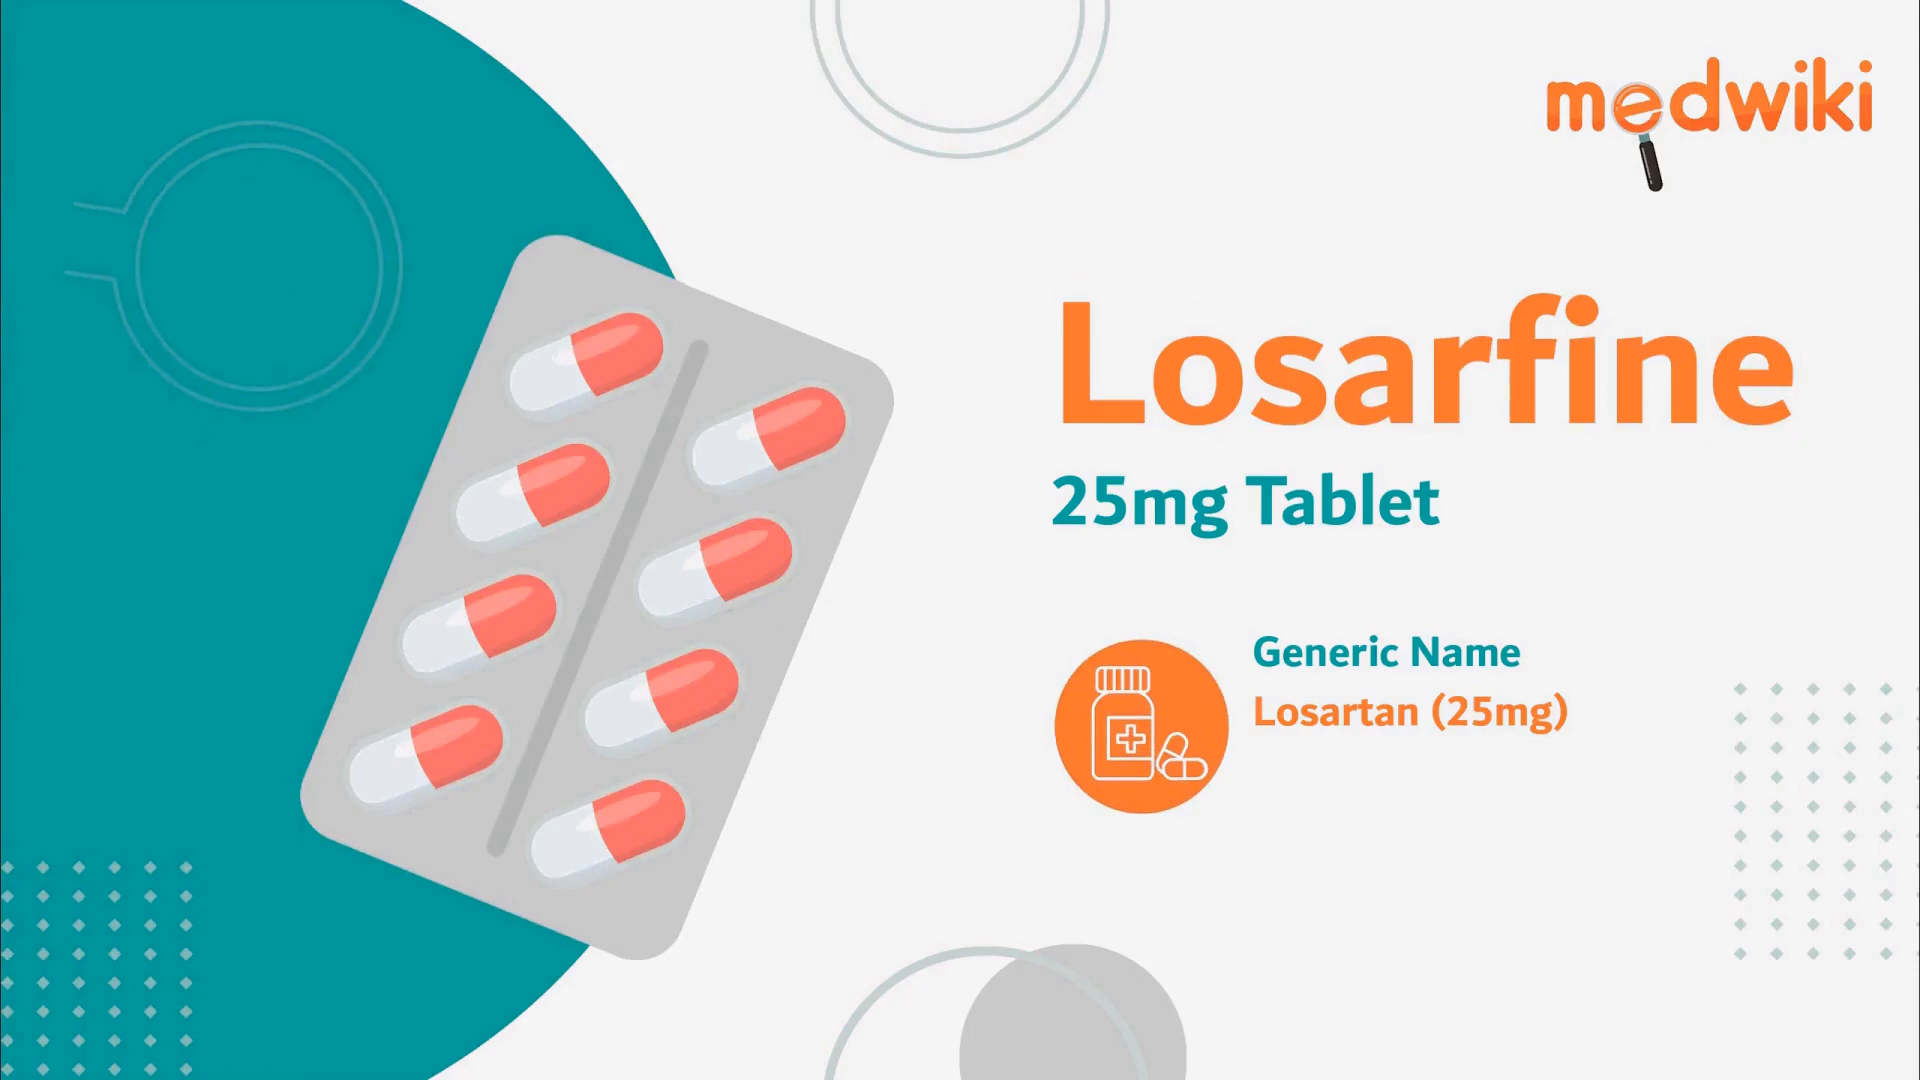 medwiki
Losarfine
25mg Tablet
Generic Name
Losartan (25mg)